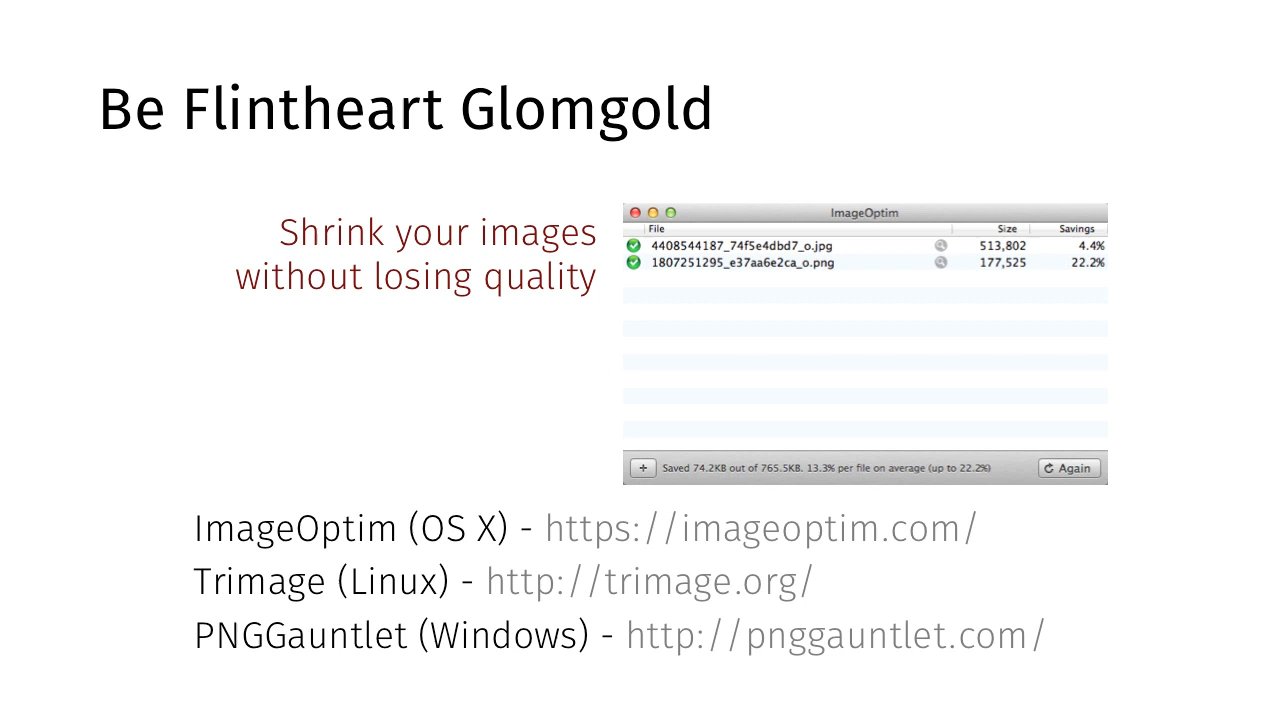 Be Flintheart Glomgold
Shrink your images
without losing quality
ImageOptim
File Size Savings
4408544187_74f5e4dbd7_o.jpg 513,802 4.4%
1807251295_e37aa6e2ca_o.png 177,525 22.2%
+ Saved 74.2KB out of 765.5KB. 13.3% per file on average (up to 22.2%) Again
ImageOptim (OS X) - https://imageoptim.com/
Trimage (Linux) - http://trimage.org/
PNGGauntlet (Windows) - http://pnggauntlet.com/